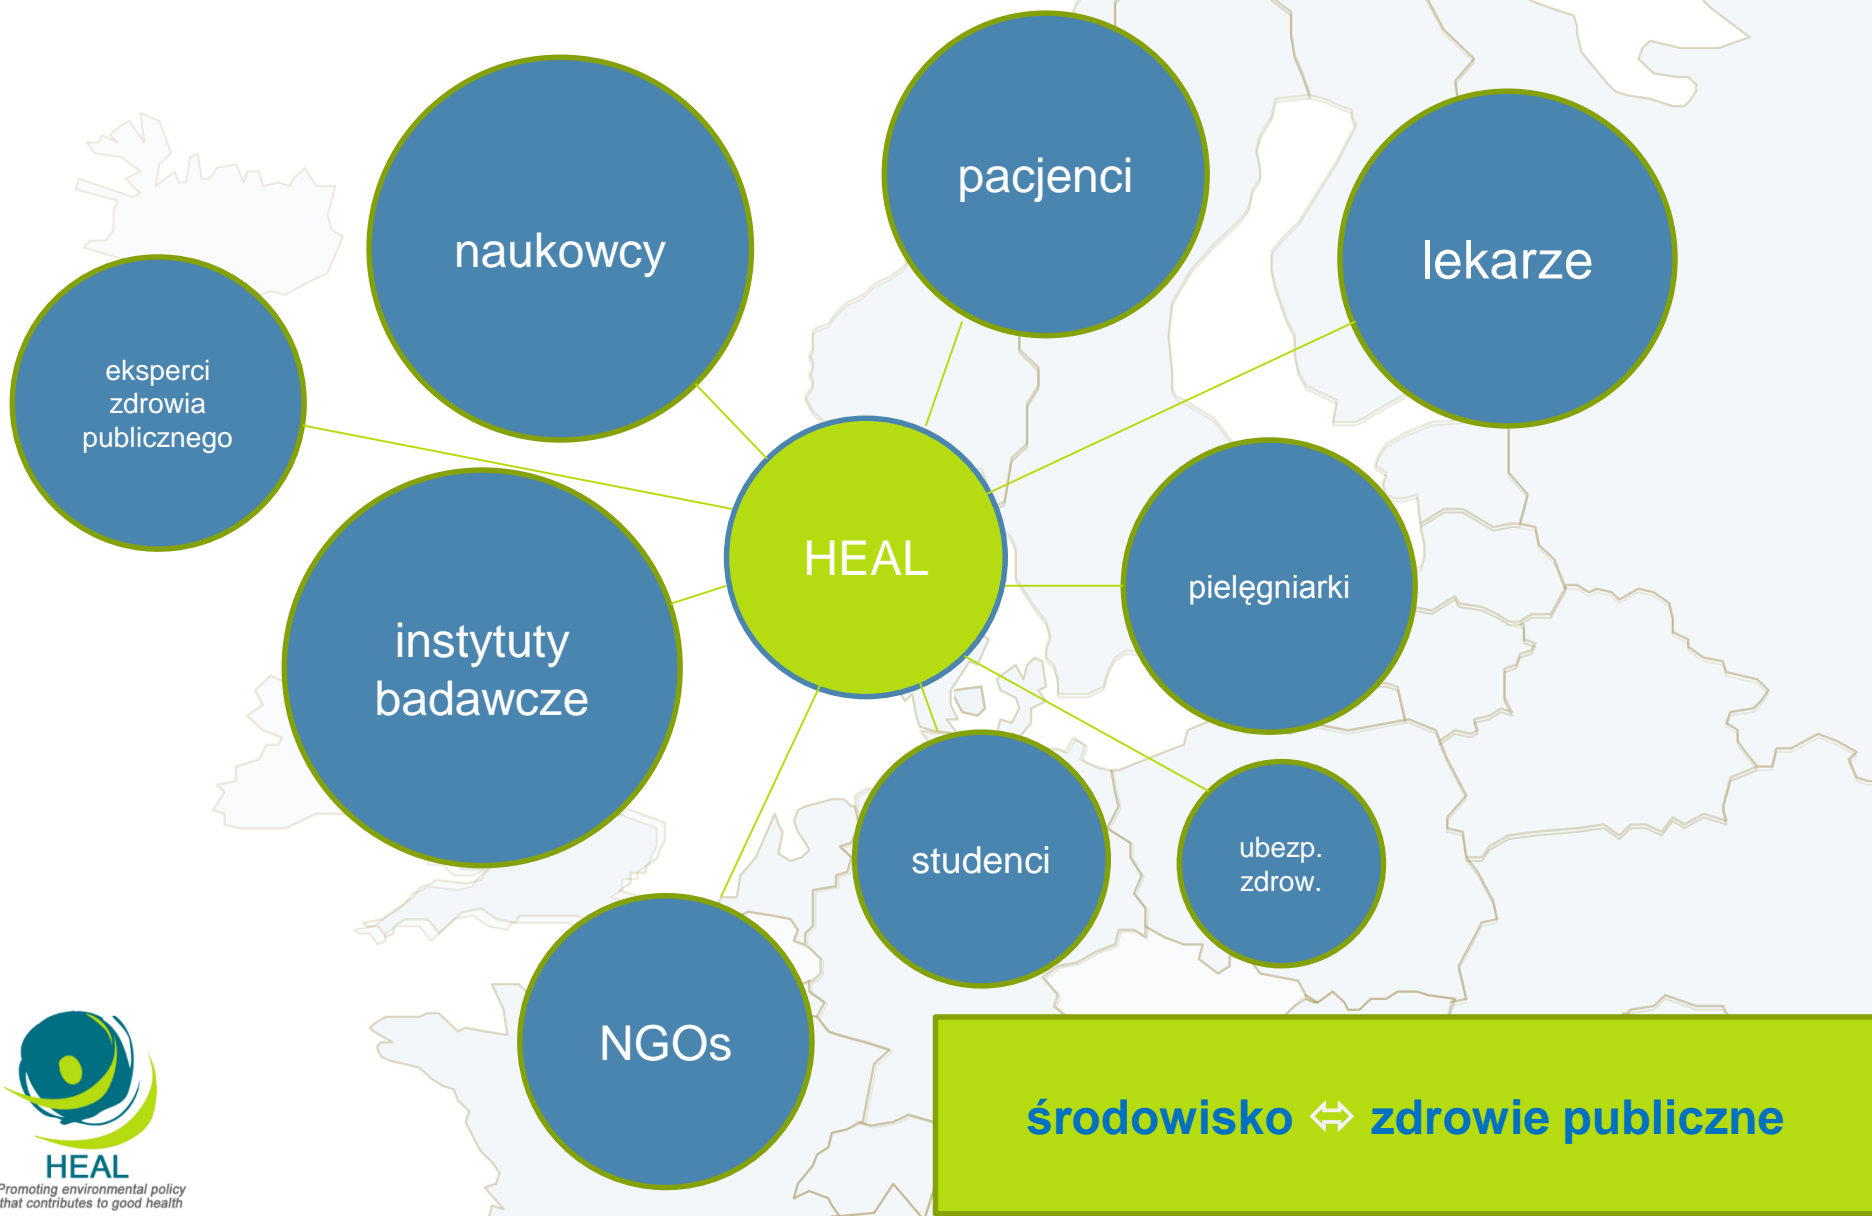 pacjenci
naukowcy
lekarze
eksperci
zdrowia
publicznego
HEAL
pielęgniarki
instytuty
badawcze
studenci
ubezp.
zdrow.
NGOs
środowisko ⬄ zdrowie publiczne
HEAL
Promoting environmental policy
that contributes to good health